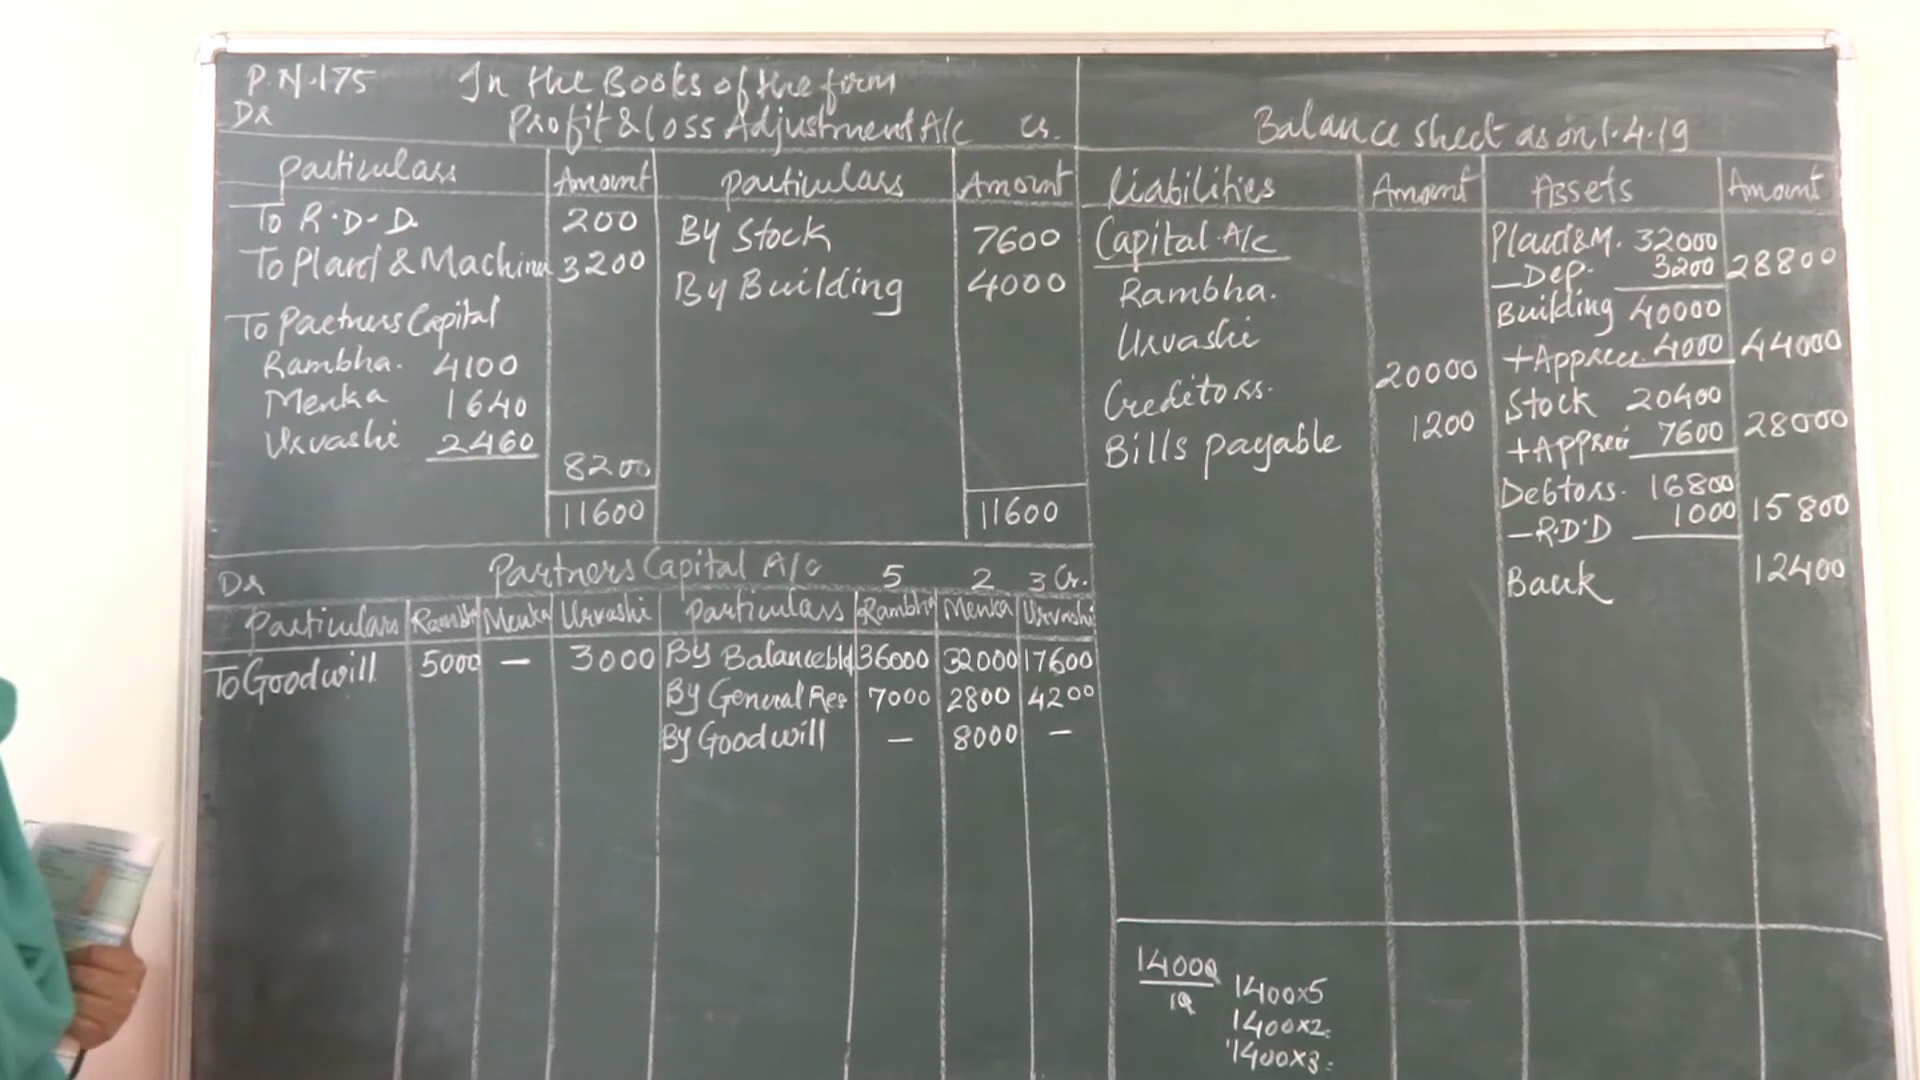 P.N.175 In the Books of the firm
Dr Profit & loss Adjustment A/c Cr.
Particulars Amount Particulars Amount
To R.D.D. 200 By Stock 7600
To Plant & Machine 3200 By Building 4000
To Partners Capital
Rambha. 4100
Menka 1640
Urvashi 2460
8200
11600 11600
Dr Partners Capital A/c 5 2 3 Cr.
Particulars Rambha Menka Urvashi Particulars Rambha Menka Urvashi
To Goodwill 5000 — 3000 By Balance b/d 36000 32000 17600
By General Res 7000 2800 4200
By Goodwill — 8000 —
Balance sheet as on 1.4.19
Liabilities Amount Assets Amount
Capital A/c Plant & M. 32000
— Dep. 3200 28800
Rambha. Building 40000
Urvashi + Appreci. 4000 44000
Creditors. 20000 Stock 20400
Bills payable 1200 + Appreci 7600 28000
Debtors. 16800
— R.D.D 1000 15800
Bank 12400
14000
10
1400x5
1400x2=
1400x3=